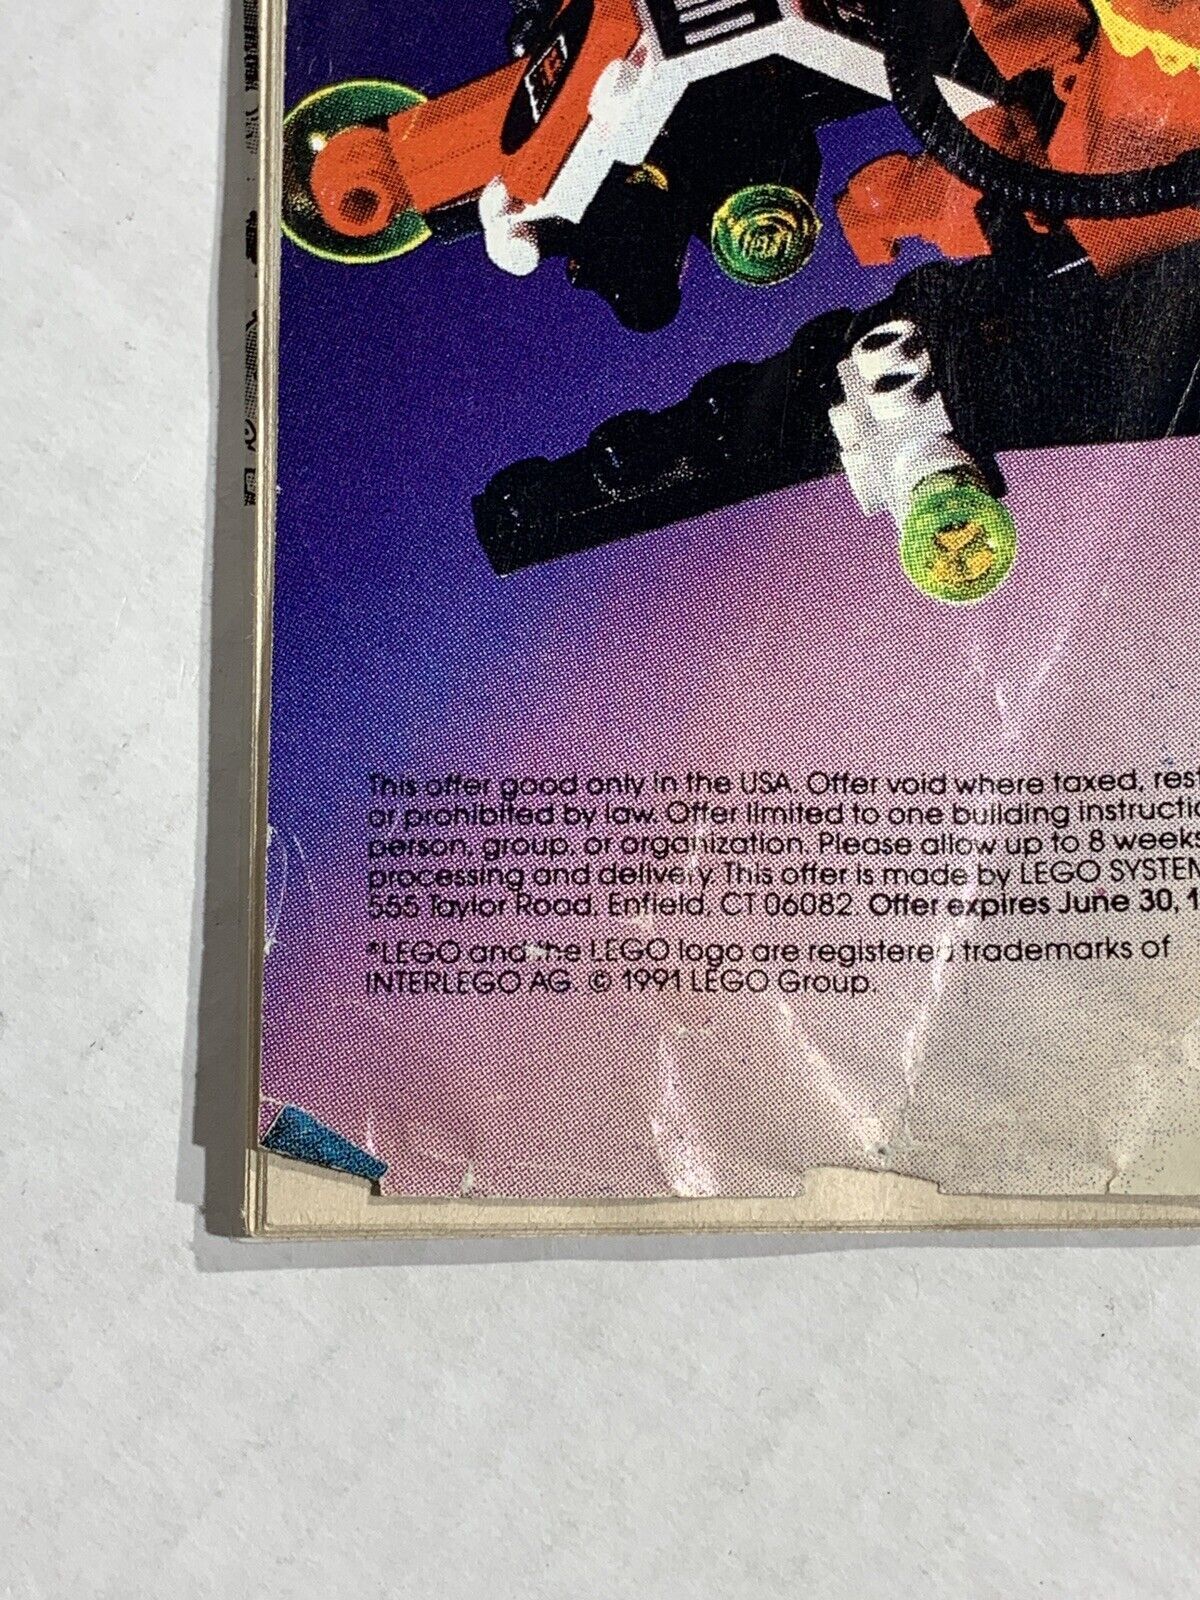 This offer good only in the USA. Offer void where taxed, rest
or prohibited by law. Offer limited to one building instructi
person, group, or organization. Please allow up to 8 weeks
processing and delivery. This offer is made by LEGO SYSTEM
555 Taylor Road, Enfield, CT 06082. Offer expires June 30, 1
*LEGO and the LEGO logo are registered trademarks of
INTERLEGO AG. © 1991 LEGO Group.